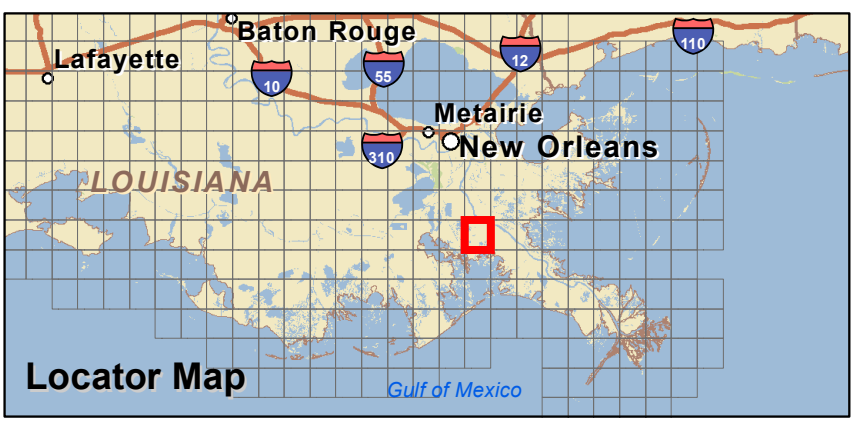 Baton Rouge
Lafayette
110
12
55
10
Metairie
New Orleans
310
LOUISIANA
Locator Map
Gulf of Mexico